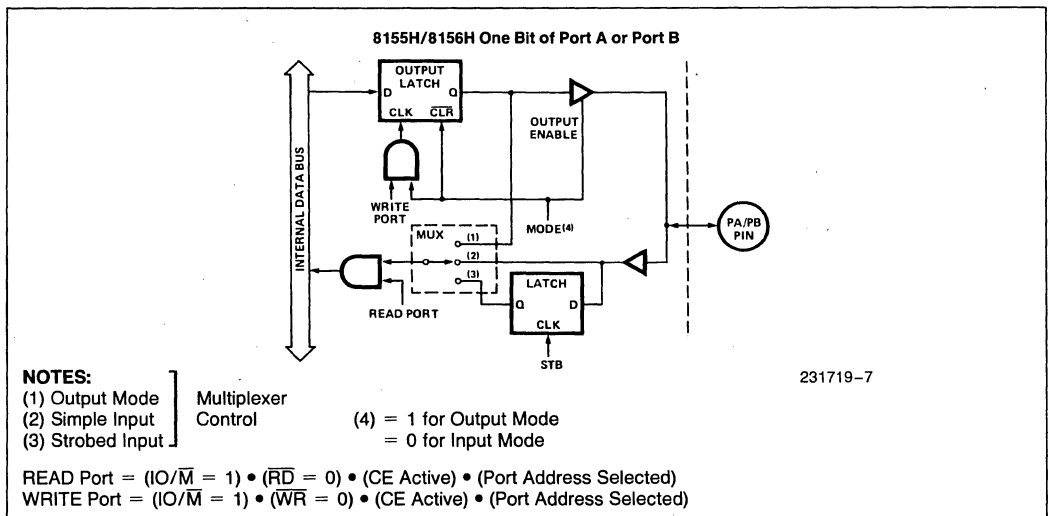 8155H/8156H One Bit of Port A or Port B
OUTPUT
LATCH
D Q
CLK C̅L̅R̅
OUTPUT
ENABLE
INTERNAL DATA BUS
WRITE
PORT
MODE(4)
PA/PB
PIN
MUX
(1)
(2)
(3)
READ PORT
LATCH
Q D
CLK
STB
231719-7
NOTES:
(1) Output Mode
(2) Simple Input
(3) Strobed Input
Multiplexer
Control
(4) = 1 for Output Mode
= 0 for Input Mode
READ Port = (IO/M̅ = 1) • (R̅D̅ = 0) • (CE Active) • (Port Address Selected)
WRITE Port = (IO/M̅ = 1) • (W̅R̅ = 0) • (CE Active) • (Port Address Selected)